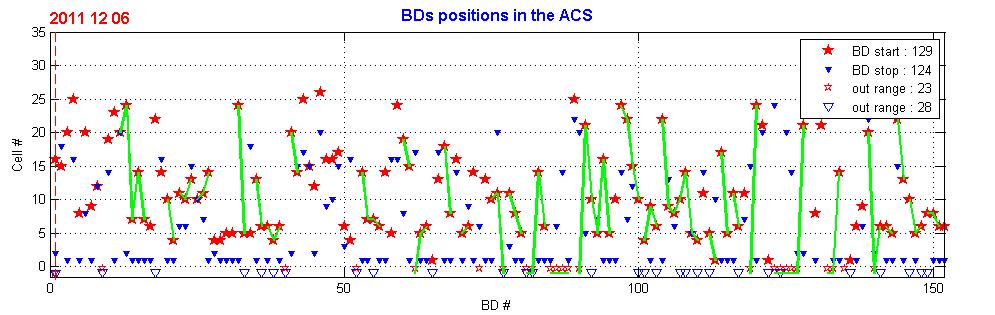 2011 12 06
BDs positions in the ACS
35
30
25
20
15
10
5
0
Cell #
BD start : 129
BD stop : 124
out range : 23
out range : 28
0 50 100 150
BD #